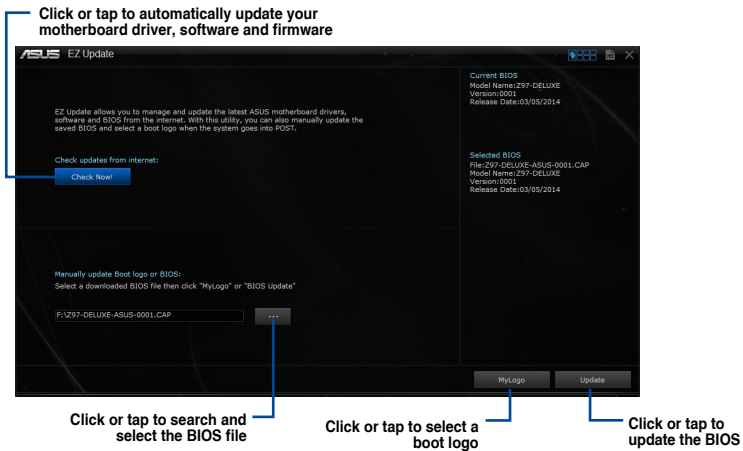 Click or tap to automatically update your
motherboard driver, software and firmware
ASUS EZ Update
Current BIOS
Model Name:Z97-DELUXE
Version:0001
Release Date:03/05/2014
EZ Update allows you to manage and update the latest ASUS motherboard drivers,
software and BIOS from the internet. With this utility, you can also manually update the
saved BIOS and select a boot logo when the system goes into POST.
Check updates from internet:
Check Now!
Selected BIOS
File:Z97-DELUXE-ASUS-0001.CAP
Model Name:Z97-DELUXE
Version:0001
Release Date:03/05/2014
Manually update Boot logo or BIOS:
Select a downloaded BIOS file then click "MyLogo" or "BIOS Update"
F:\Z97-DELUXE-ASUS-0001.CAP
...
MyLogo
Update
Click or tap to search and
select the BIOS file
Click or tap to select a
boot logo
Click or tap to
update the BIOS